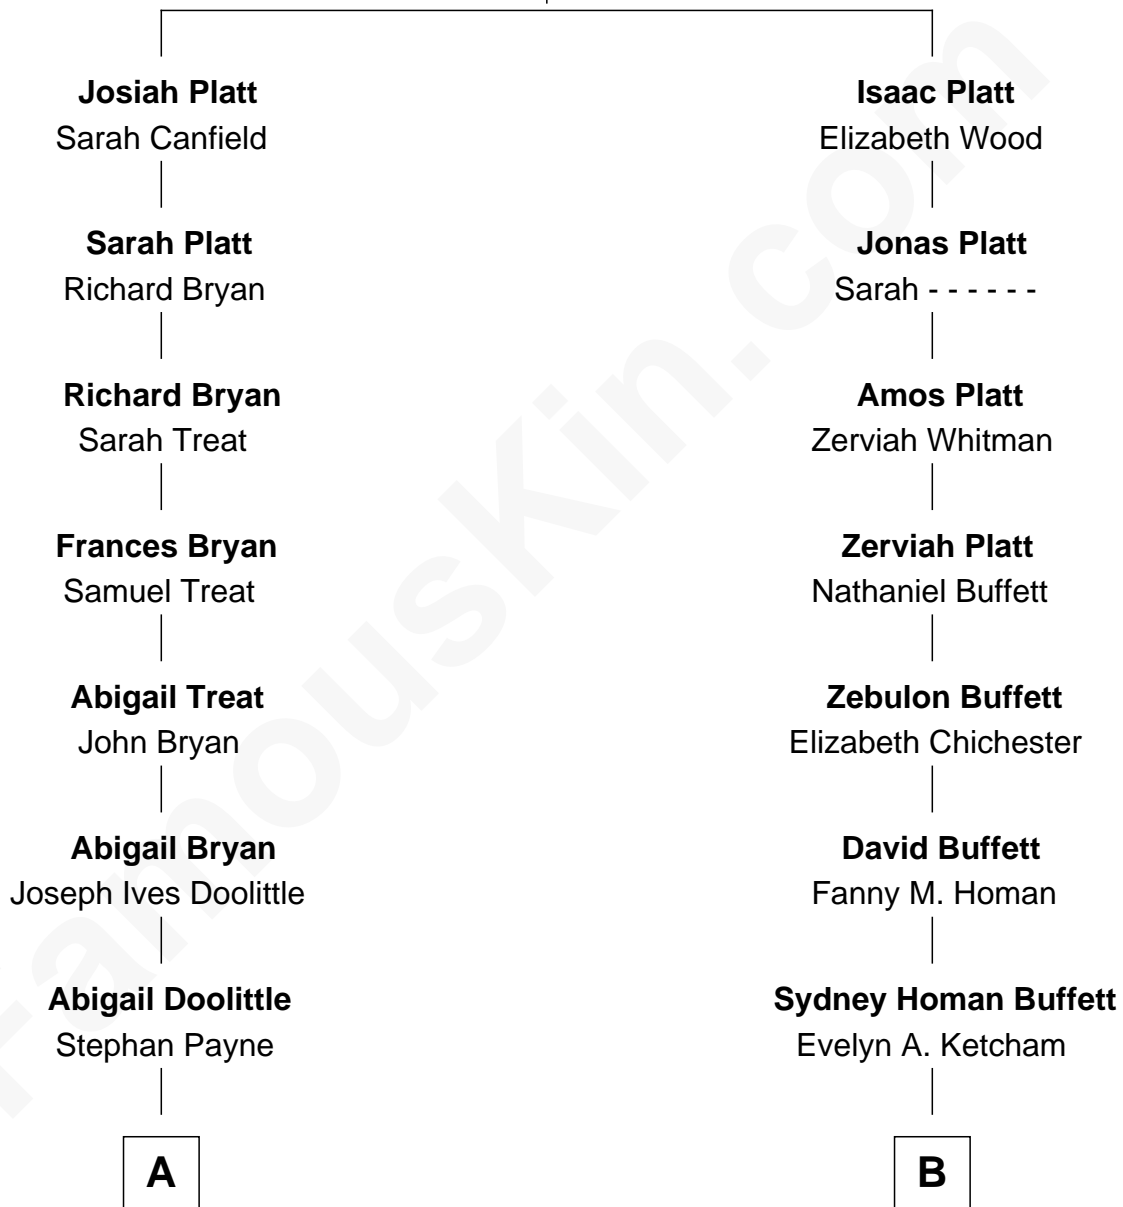 Josiah Platt
Sarah Canfield
Isaac Platt
Elizabeth Wood
Sarah Platt
Richard Bryan
Jonas Platt
Sarah - - - - - -
Richard Bryan
Sarah Treat
Amos Platt
Zerviah Whitman
Frances Bryan
Samuel Treat
Zerviah Platt
Nathaniel Buffett
Abigail Treat
John Bryan
Zebulon Buffett
Elizabeth Chichester
Abigail Bryan
Joseph Ives Doolittle
David Buffett
Fanny M. Homan
Abigail Doolittle
Stephan Payne
Sydney Homan Buffett
Evelyn A. Ketcham
A
B
FamousKin.com